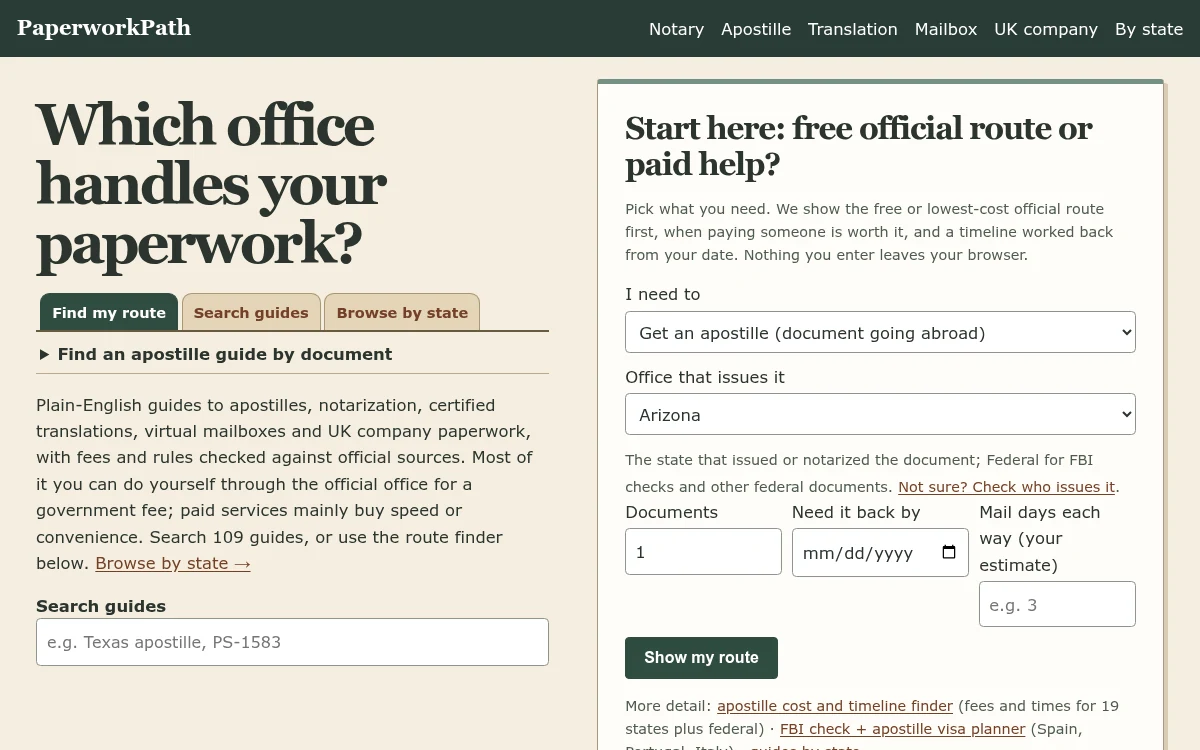 PaperworkPath
Notary Apostille Translation Mailbox UK company By state
Which office
handles your
paperwork?
Find my route Search guides Browse by state
Find an apostille guide by document
Plain-English guides to apostilles, notarization, certified
translations, virtual mailboxes and UK company paperwork,
with fees and rules checked against official sources. Most of
it you can do yourself through the official office for a
government fee; paid services mainly buy speed or
convenience. Search 109 guides, or use the route finder
below. Browse by state →
Search guides
e.g. Texas apostille, PS-1583
Start here: free official route or
paid help?
Pick what you need. We show the free or lowest-cost official route
first, when paying someone is worth it, and a timeline worked back
from your date. Nothing you enter leaves your browser.
I need to
Get an apostille (document going abroad)
Office that issues it
Arizona
The state that issued or notarized the document; Federal for FBI
checks and other federal documents. Not sure? Check who issues it.
Documents
1
Need it back by
mm/dd/yyyy
Mail days each
way (your
estimate)
e.g. 3
Show my route
More detail: apostille cost and timeline finder (fees and times for 19
states plus federal) · FBI check + apostille visa planner (Spain,
Portugal, Italy) · guides by state